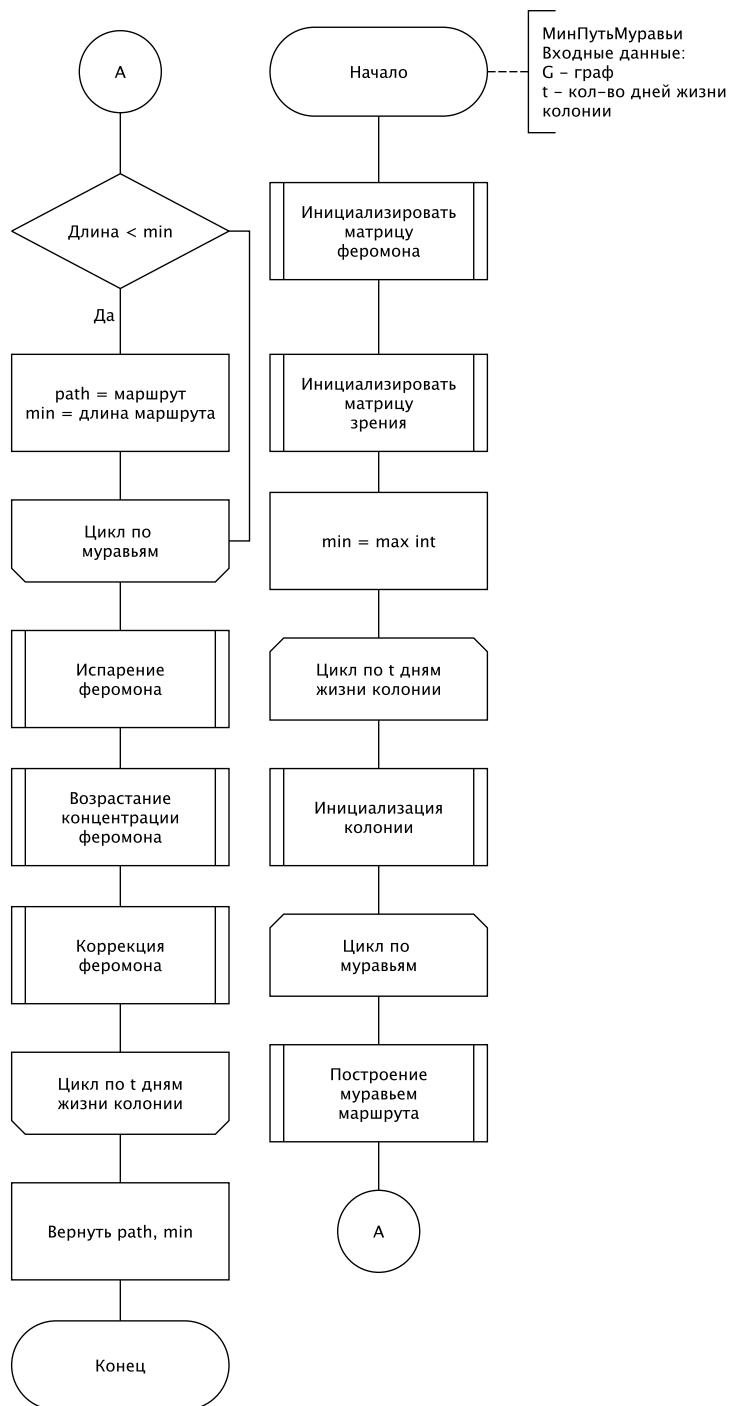 А
Длина < min
Да
path = маршрут
min = длина маршрута
Цикл по
муравьям
Испарение
феромона
Возрастание
концентрации
феромона
Коррекция
феромона
Цикл по t дням
жизни колонии
Вернуть path, min
Конец
Начало
МинПутьМуравьи
Входные данные:
G – граф
t – кол-во дней жизни
колонии
Инициализировать
матрицу
феромона
Инициализировать
матрицу
зрения
min = max int
Цикл по t дням
жизни колонии
Инициализация
колонии
Цикл по
муравьям
Построение
муравьем
маршрута
А